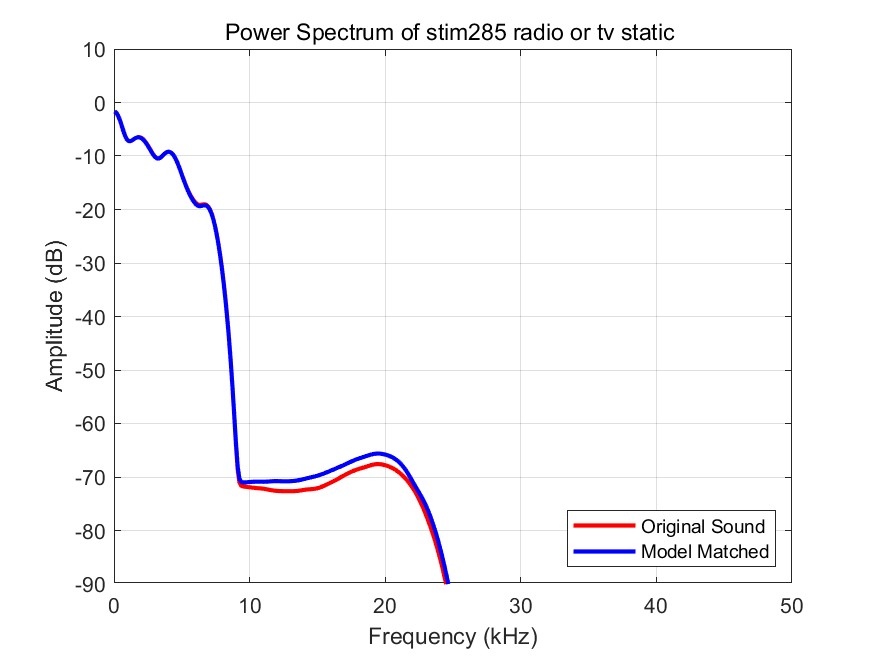 Power Spectrum of stim285 radio or tv static
10
0
-10
-20
-30
-40
-50
-60
-70
-80
-90
Amplitude (dB)
Original Sound
Model Matched
0 10 20 30 40 50
Frequency (kHz)